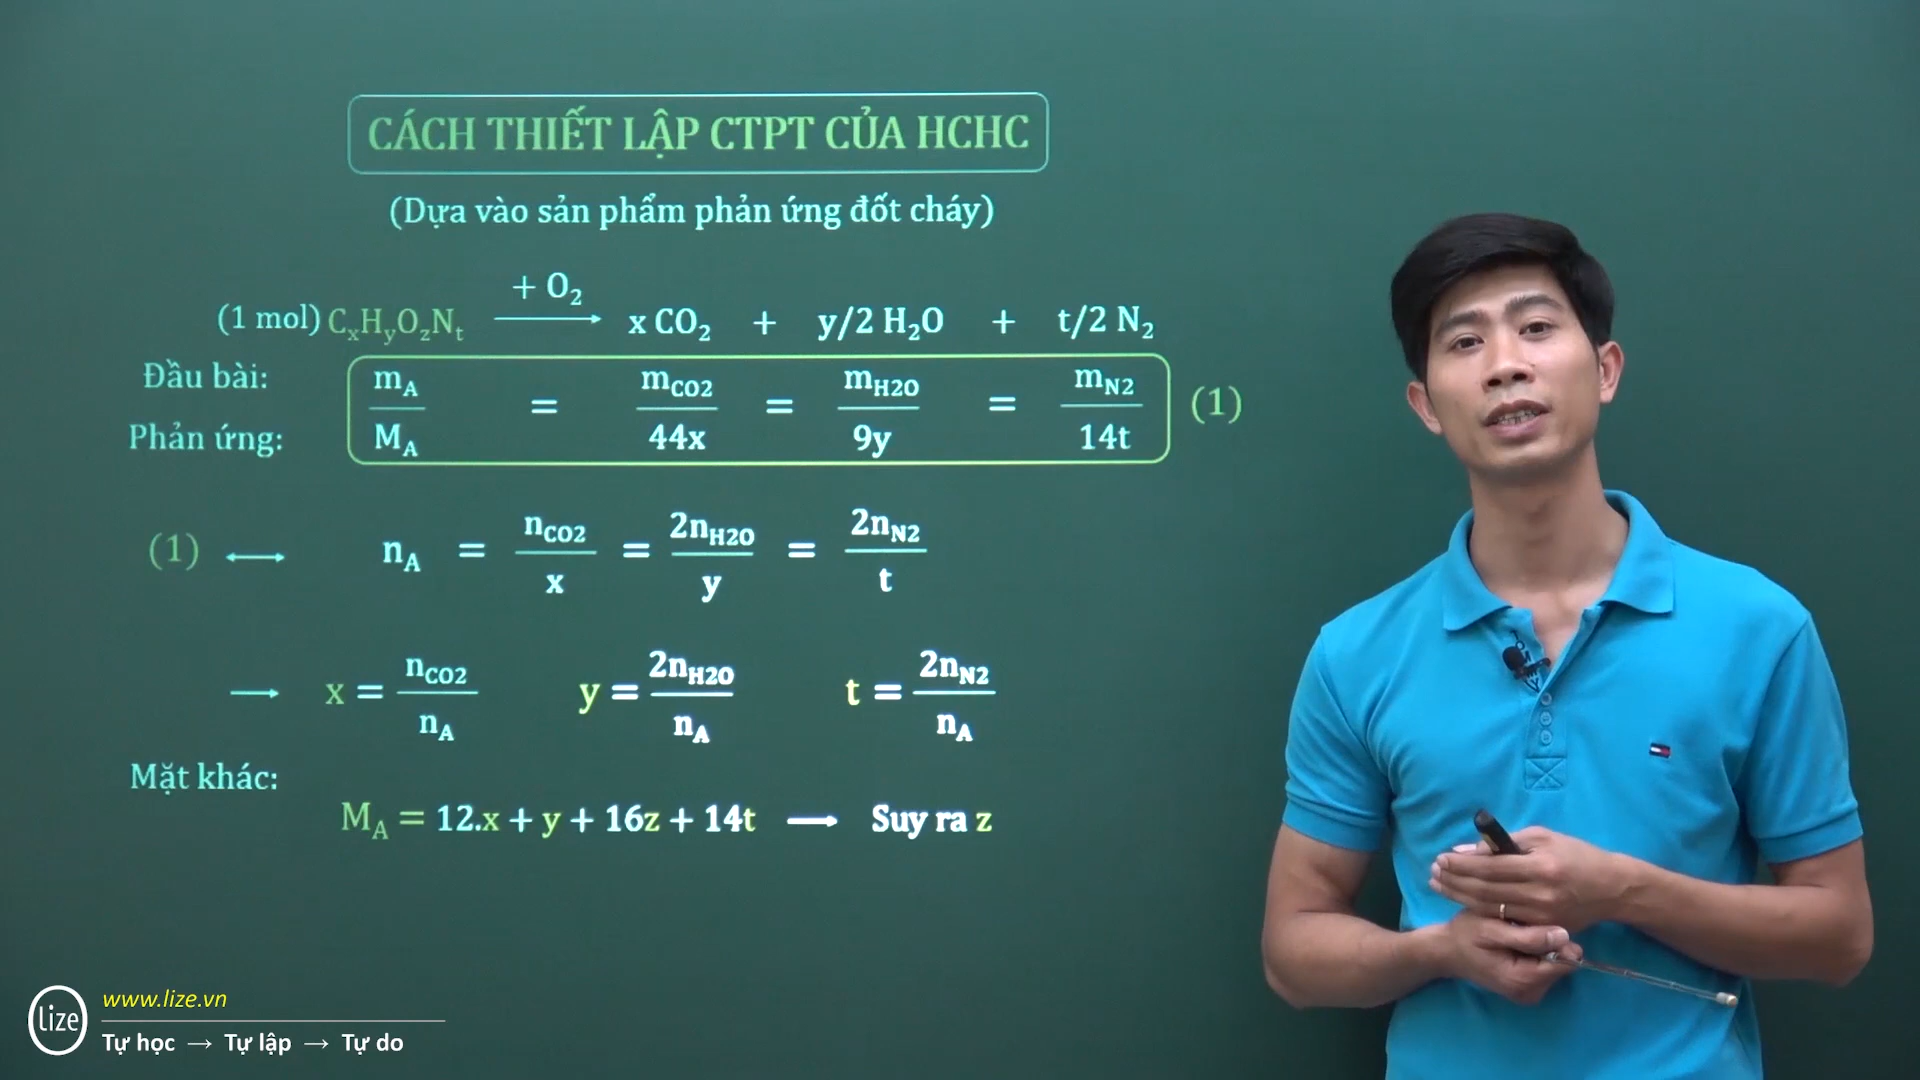 CÁCH THIẾT LẬP CTPT CỦA HCHC
(Dựa vào sản phẩm phản ứng đốt cháy)
(1 mol) CₓHᵧO_zNₜ + O₂ → x CO₂ + y/2 H₂O + t/2 N₂
Đầu bài: m_A = m_CO2 = m_H2O = m_N2 (1)
Phản ứng: M_A 44x 9y 14t
(1) ⟷ n_A = n_CO2/x = 2n_H2O/y = 2n_N2/t
→ x = n_CO2/n_A y = 2n_H2O/n_A t = 2n_N2/n_A
Mặt khác:
M_A = 12.x + y + 16z + 14t → Suy ra z
TOMMY
lize
www.lize.vn
Tự học → Tự lập → Tự do